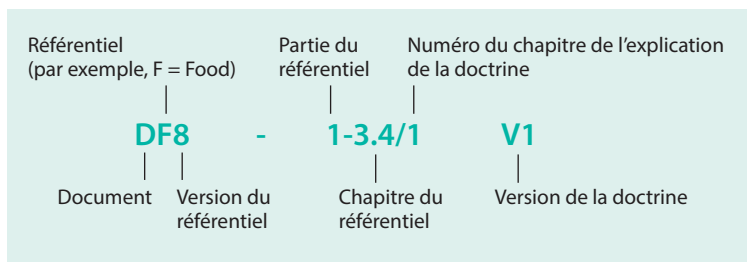 Référentiel
(par exemple, F = Food)
Partie du
référentiel
Numéro du chapitre de l’explication
de la doctrine
DF8 - 1-3.4/1 V1
Document
Version du
référentiel
Chapitre du
référentiel
Version de la doctrine